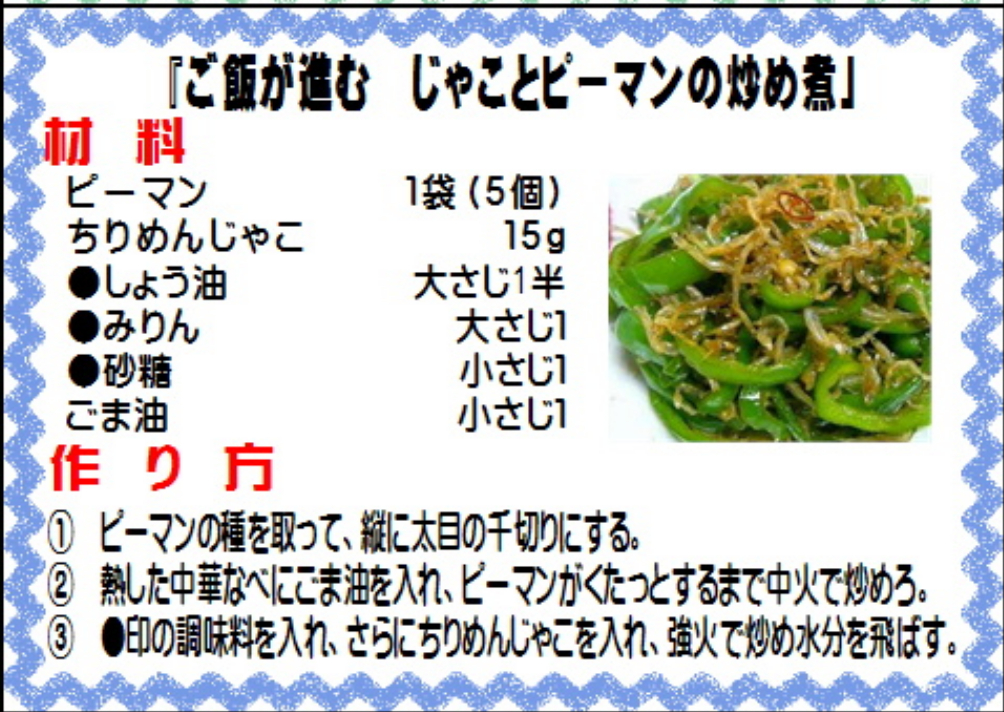 『ご飯が進む　じゃことピーマンの炒め煮』
材料
ピーマン 1袋(5個)
ちりめんじゃこ 15g
●しょう油 大さじ1半
●みりん 大さじ1
●砂糖 小さじ1
ごま油 小さじ1
作り方
① ピーマンの種を取って、縦に太目の千切りにする。
② 熱した中華なべにごま油を入れ、ピーマンがくたっとするまで中火で炒めろ。
③ ●印の調味料を入れ、さらにちりめんじゃこを入れ、強火で炒め水分を飛ばす。